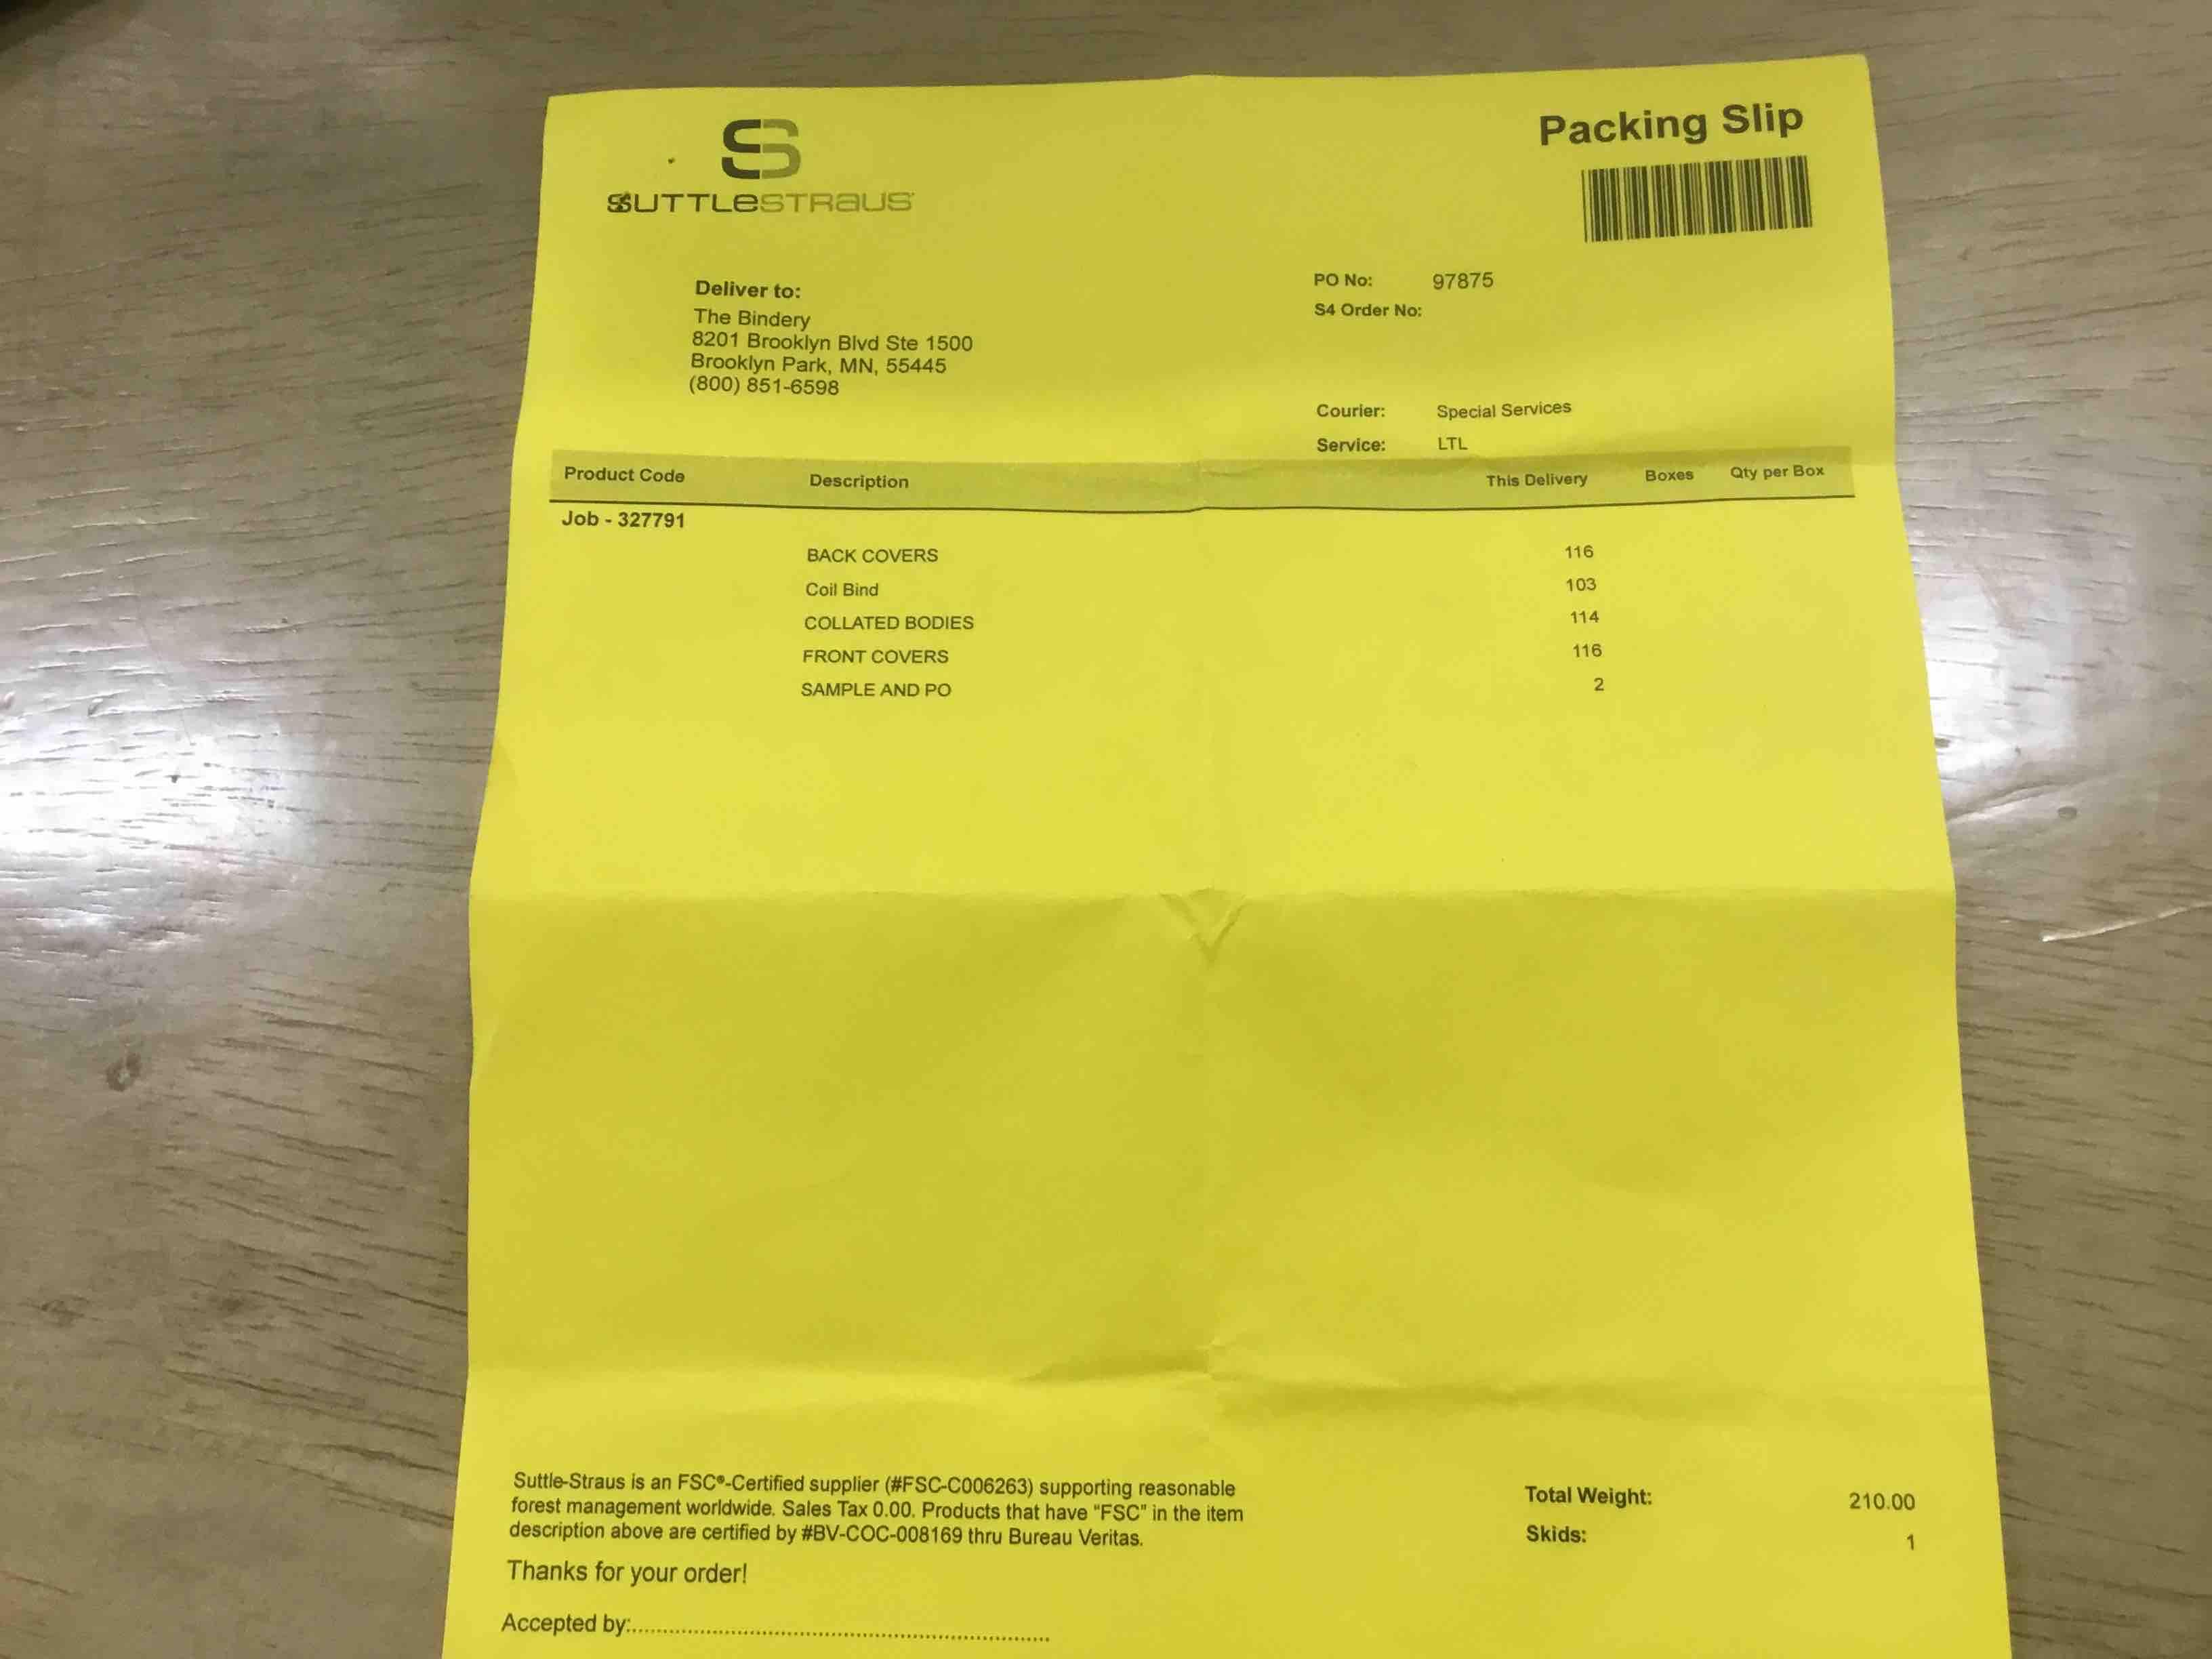 Packing Slip
SUTTLESTRAUS
Deliver to:
The Bindery
8201 Brooklyn Blvd Ste 1500
Brooklyn Park, MN, 55445
(800) 851-6598
PO No: 97875
S4 Order No:
Courier: Special Services
Service: LTL
Product Code Description This Delivery Boxes Qty per Box
Job - 327791
BACK COVERS 116
Coil Bind 103
COLLATED BODIES 114
FRONT COVERS 116
SAMPLE AND PO 2
Suttle-Straus is an FSC®-Certified supplier (#FSC-C006263) supporting reasonable
forest management worldwide. Sales Tax 0.00. Products that have "FSC" in the item
description above are certified by #BV-COC-008169 thru Bureau Veritas.
Thanks for your order!
Accepted by:
Total Weight: 210.00
Skids: 1